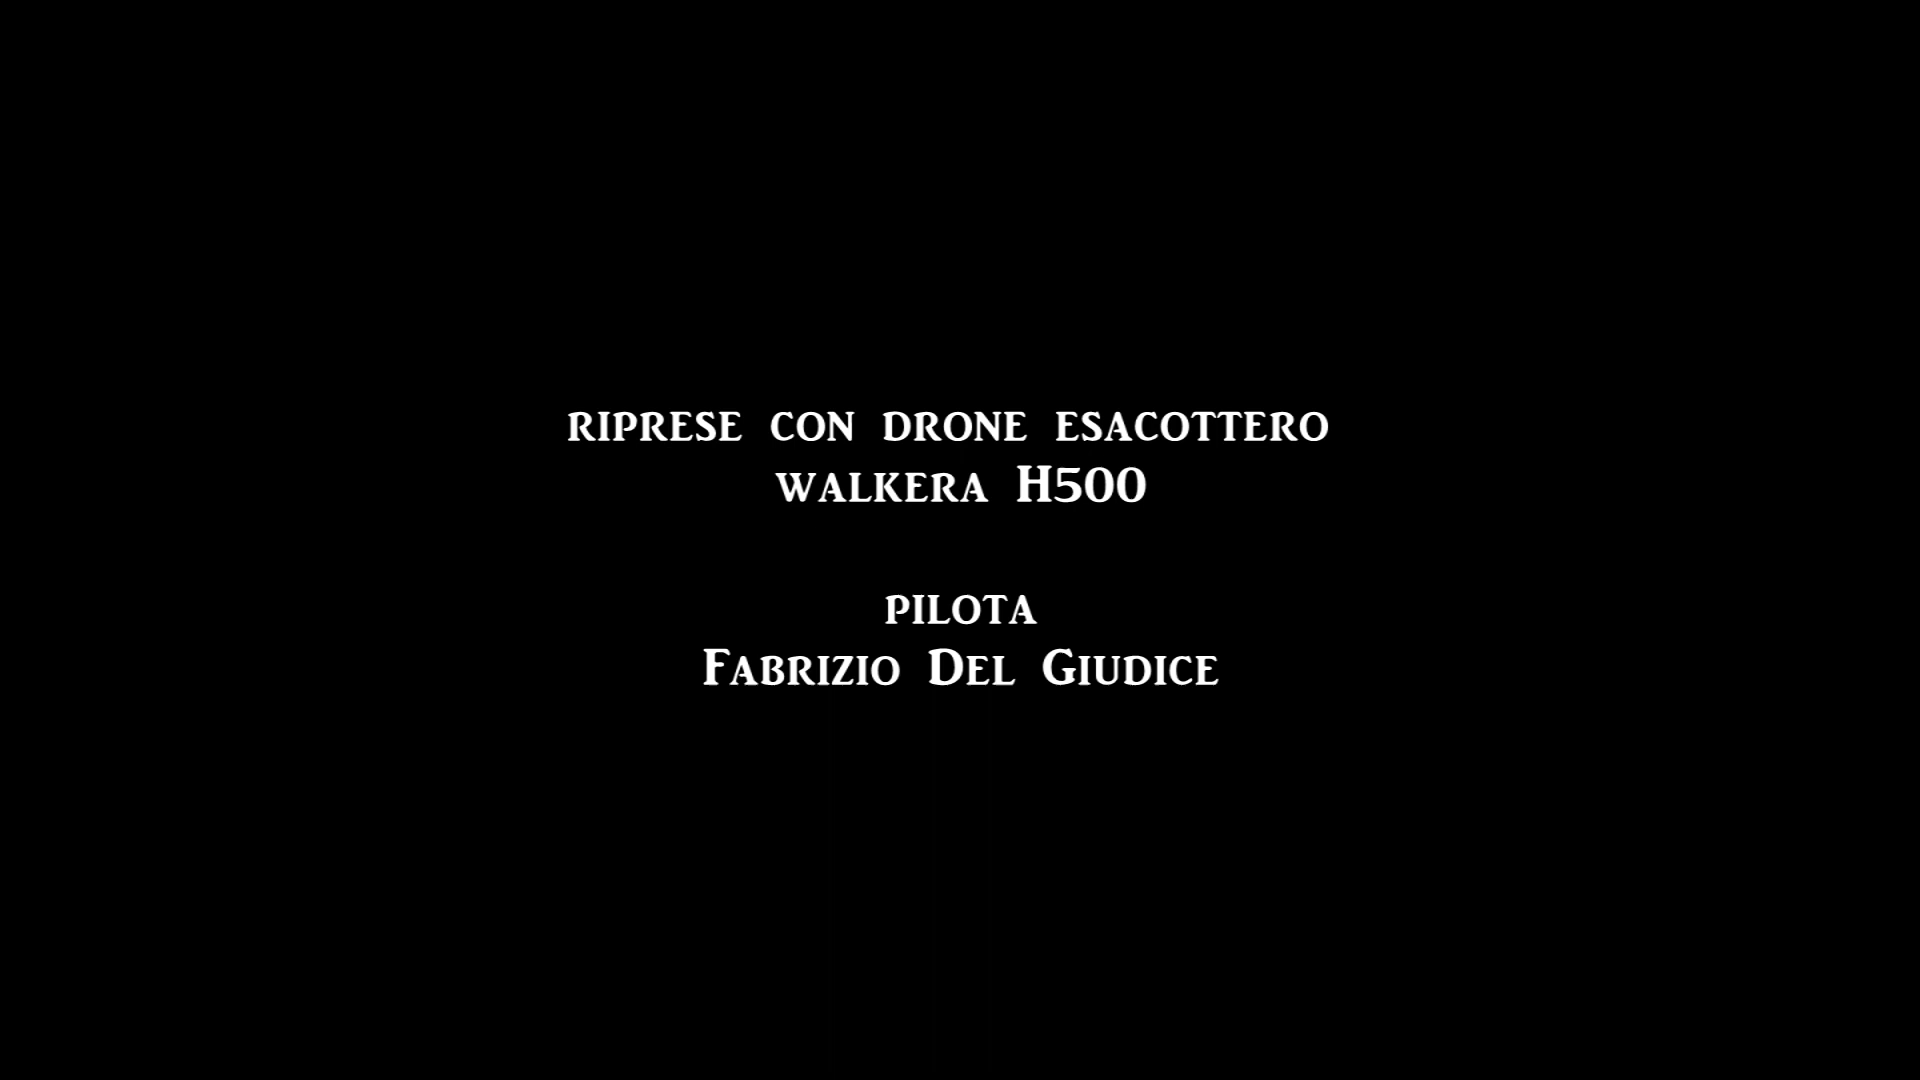 riprese con drone esacottero
walkera H500
pilota
Fabrizio Del Giudice